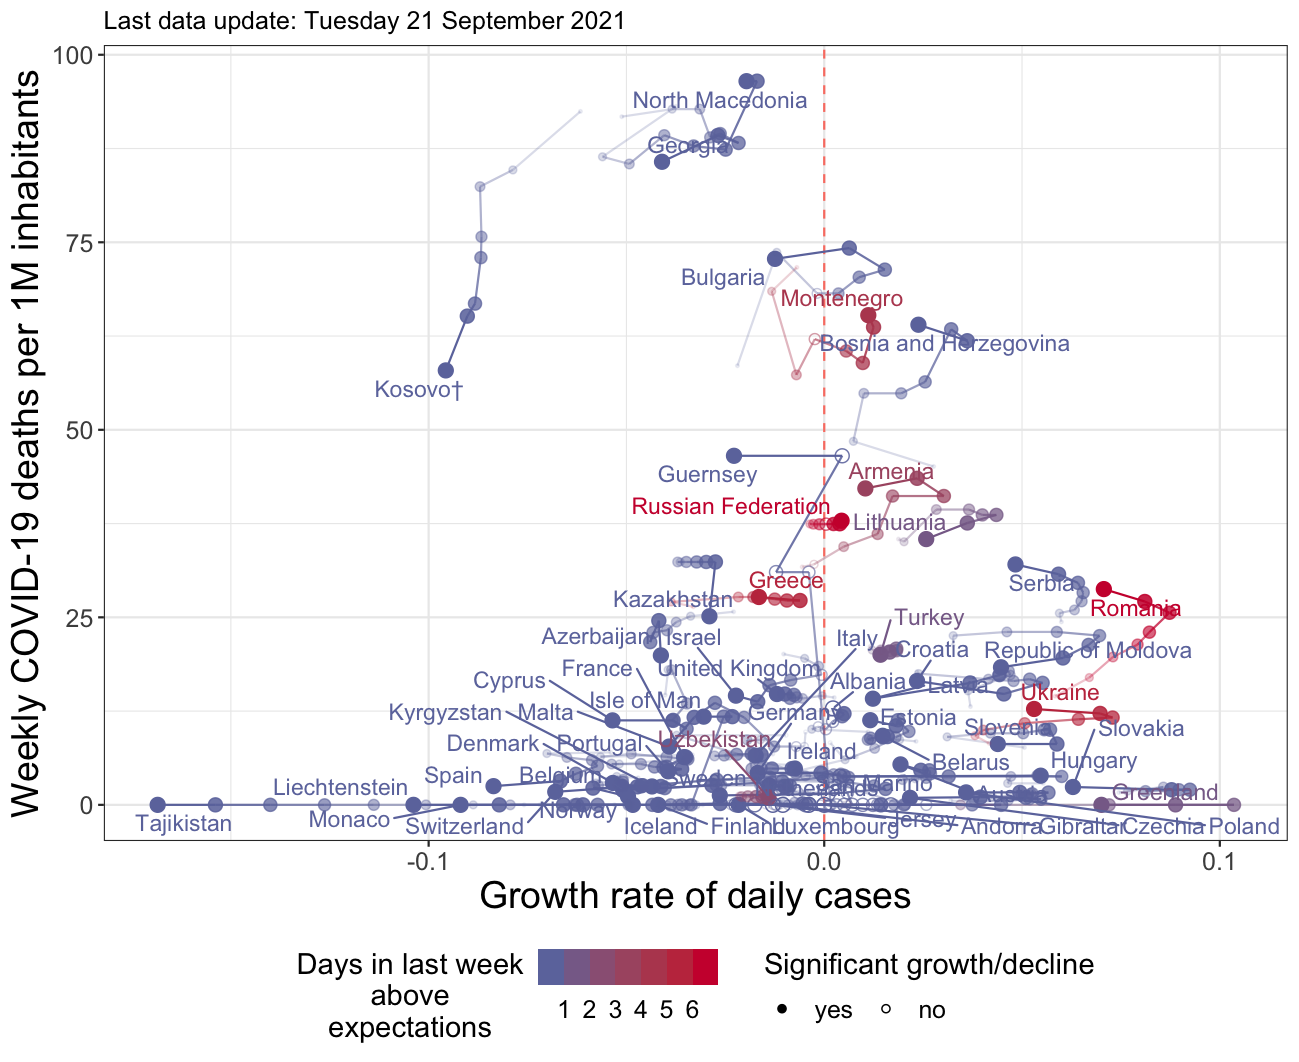 Last data update: Tuesday 21 September 2021
Weekly COVID-19 deaths per 1M inhabitants
100
75
50
25
0
North Macedonia
Georgia
Kosovo†
Bulgaria
Montenegro
Bosnia and Herzegovina
Guernsey
Armenia
Russian Federation
Lithuania
Greece
Serbia
Kazakhstan
Romania
Turkey
Azerbaijan
Israel
Italy
Croatia
Republic of Moldova
France
United Kingdom
Cyprus
Albania
Latvia
Ukraine
Isle of Man
Kyrgyzstan
Malta
Germany
Estonia
Slovenia
Slovakia
Denmark
Portugal
Uzbekistan
Ireland
Belarus
Hungary
Spain
Belgium
Sweden
Liechtenstein
Marino
Austria
Greenland
Tajikistan
Monaco
Switzerland
Norway
Iceland
Finland
Luxembourg
Jersey
Andorra
Gibraltar
Czechia
Poland
-0.1
0.0
0.1
Growth rate of daily cases
Days in last week
above
expectations
1 2 3 4 5 6
Significant growth/decline
yes
no